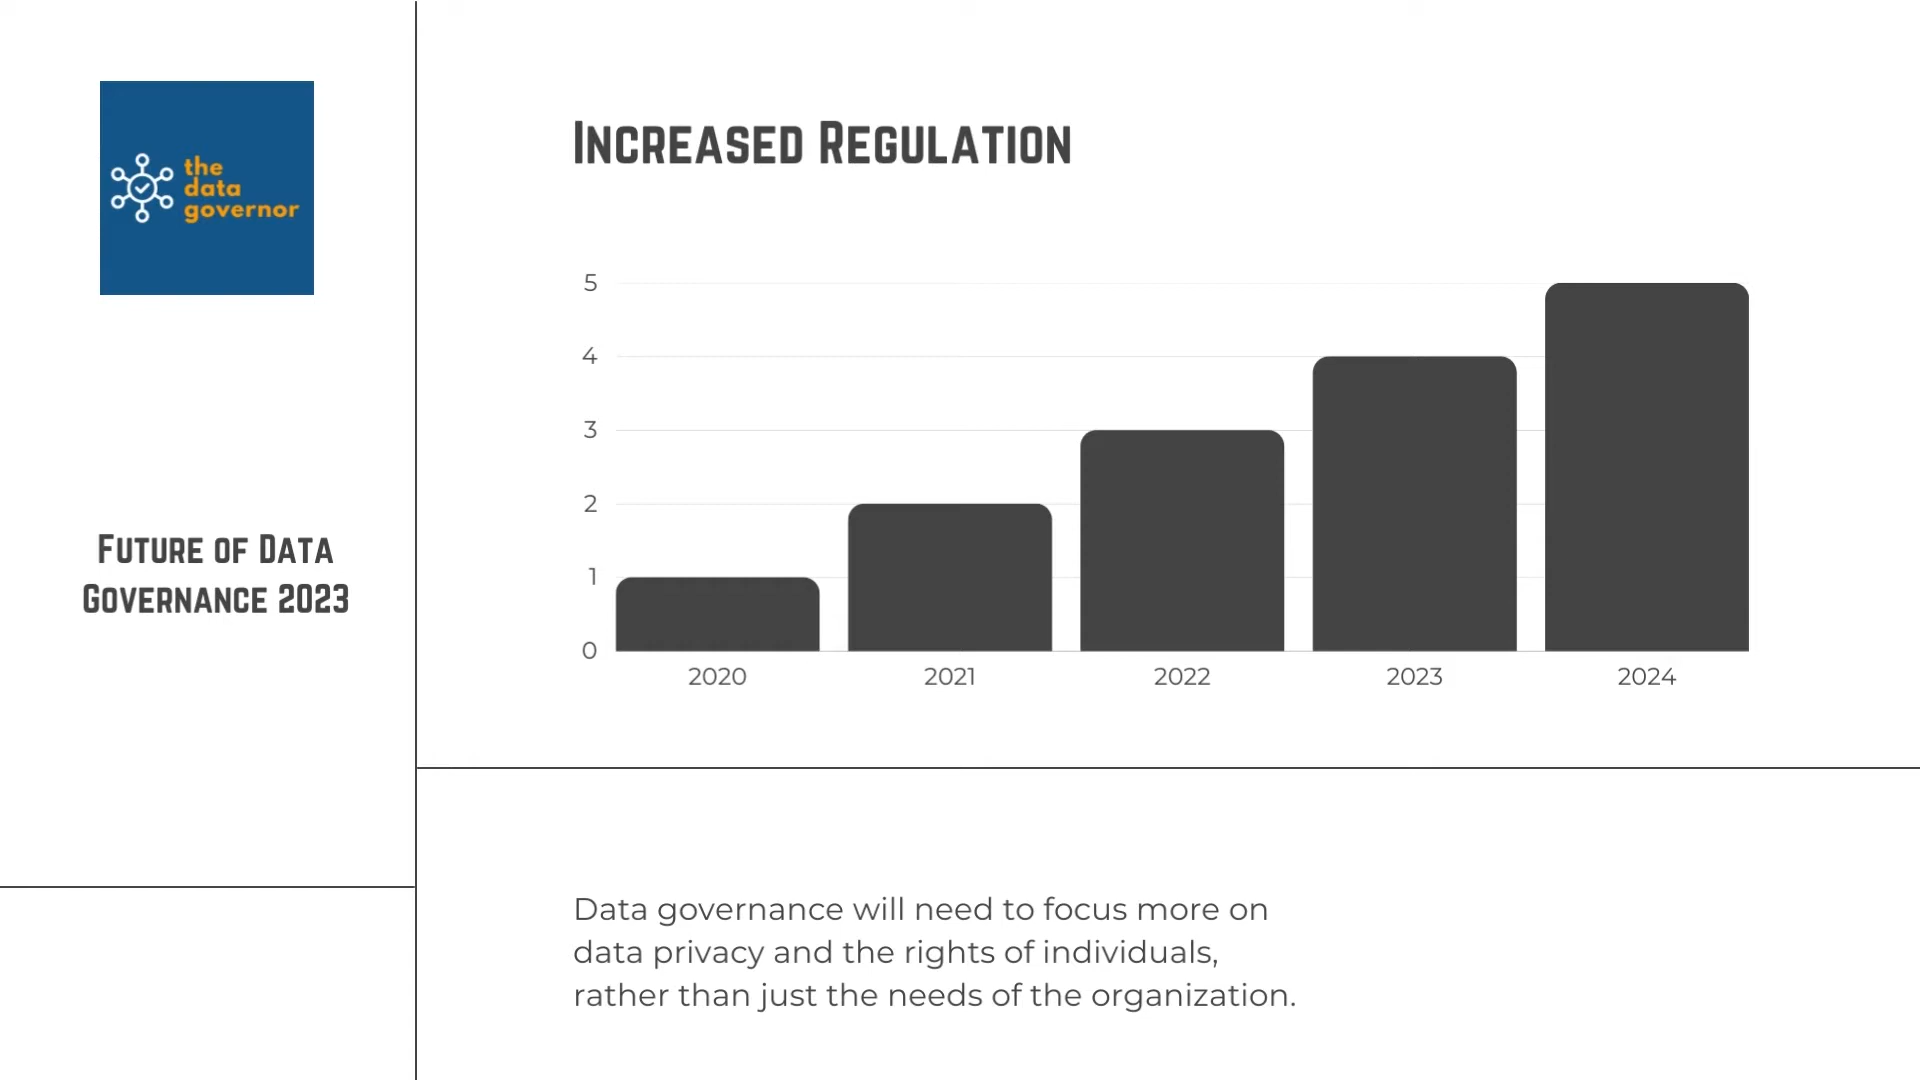 the
data
governor
Future of Data
Governance 2023
Increased Regulation
5
4
3
2
1
0
2020 2021 2022 2023 2024
Data governance will need to focus more on
data privacy and the rights of individuals,
rather than just the needs of the organization.